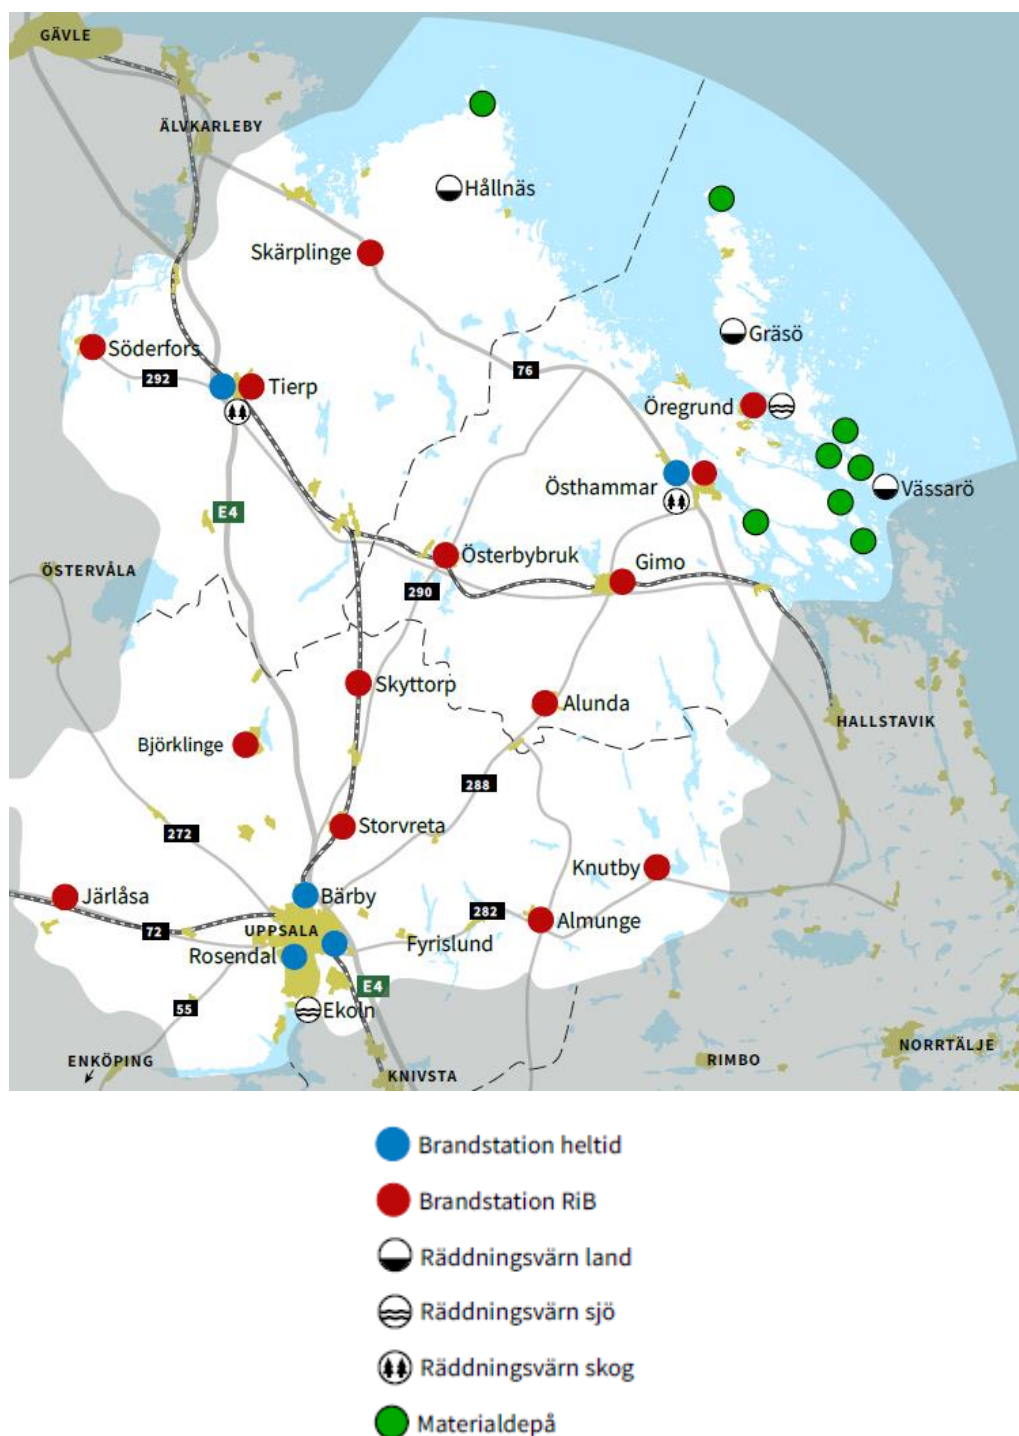 GÄVLE
ÄLVKARLEBY
Hållnäs
Skärplinge
Gräsö
Söderfors
292
Tierp
76
Öregrund
Östhammar
Vässarö
E4
Österbybruk
Gimo
ÖSTERVÅLA
290
Skyttorp
Alunda
HALLSTAVIK
Björklinge
288
Storvreta
272
Knutby
Järlåsa
Bärby
282
Almunge
72
UPPSALA
Fyrislund
Rosendal
E4
55
Ekoln
ENKÖPING
KNIVSTA
RIMBO
NORRTÄLJE
Brandstation heltid
Brandstation RiB
Räddningsvärn land
Räddningsvärn sjö
Räddningsvärn skog
Materialdepå